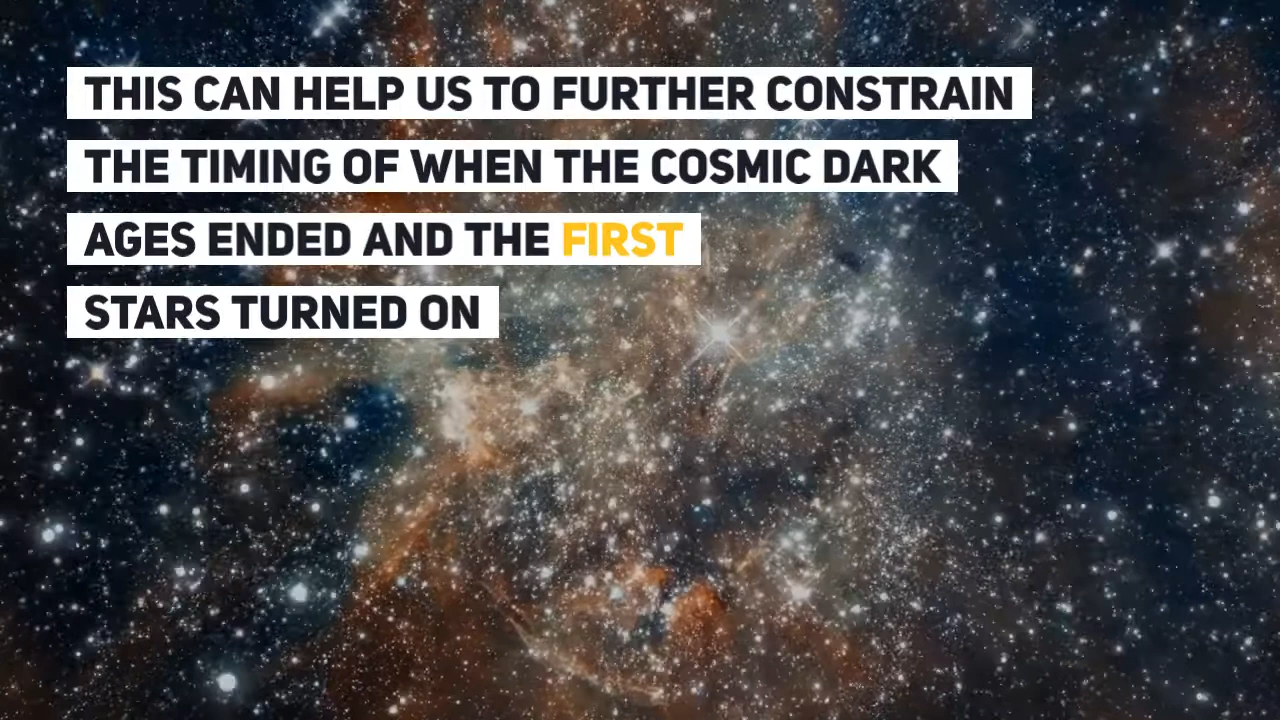 THIS CAN HELP US TO FURTHER CONSTRAIN
THE TIMING OF WHEN THE COSMIC DARK
AGES ENDED AND THE FIRST
STARS TURNED ON